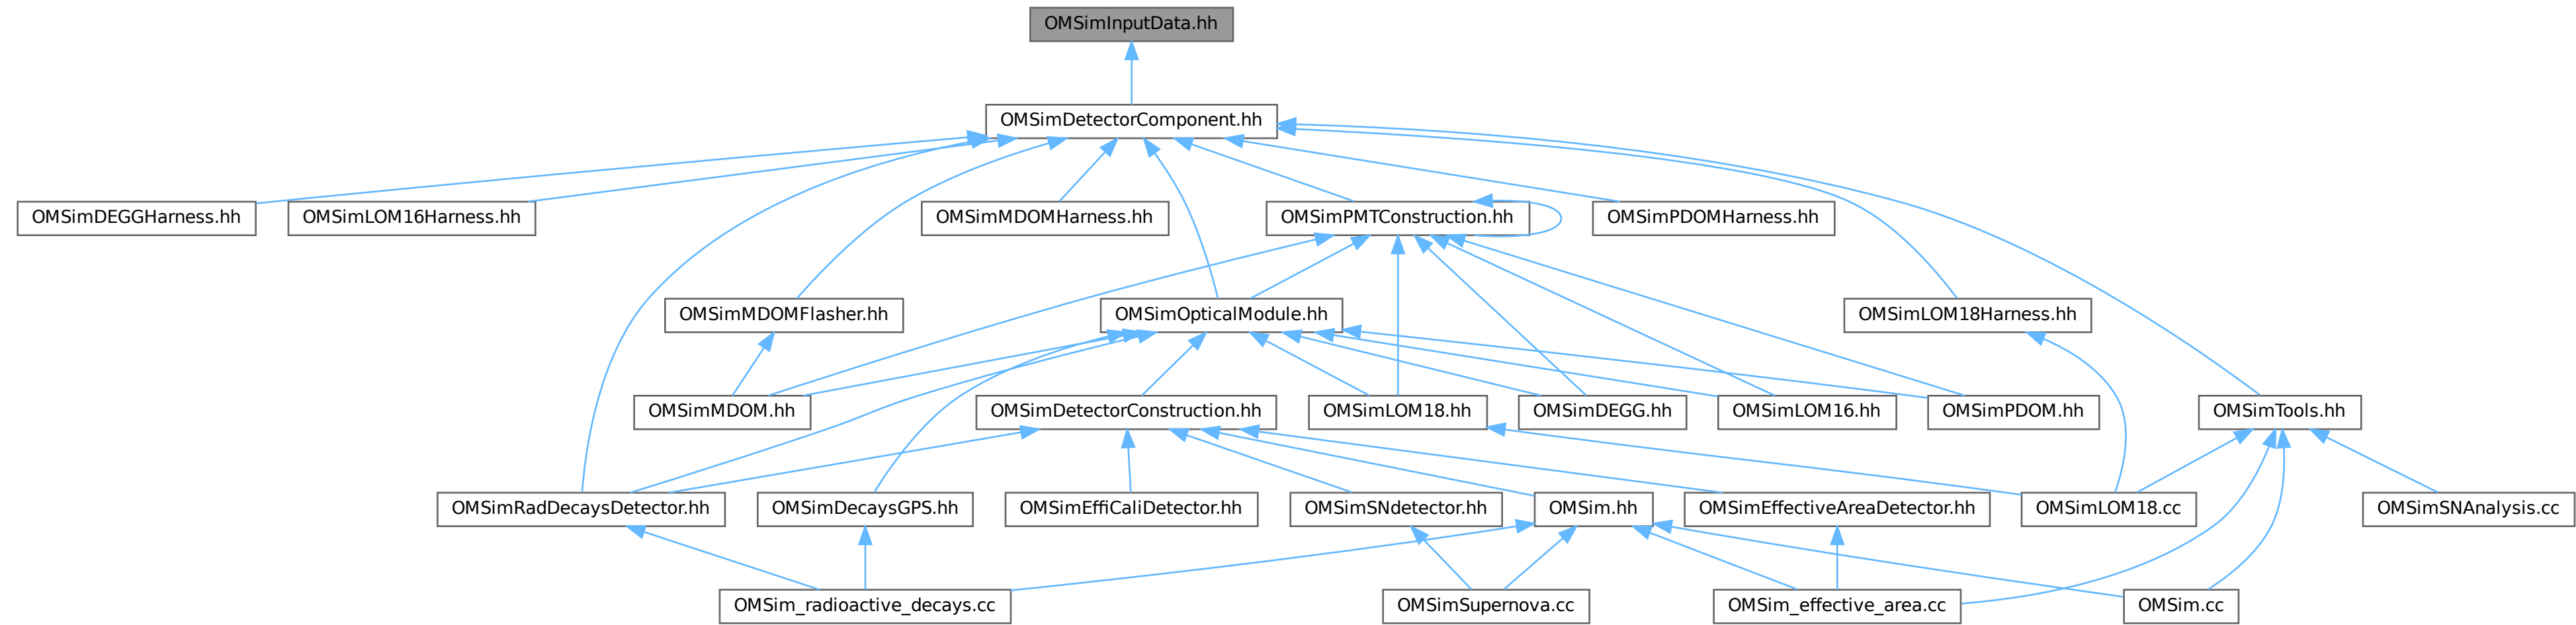 OMSimInputData.hh
OMSimDetectorComponent.hh
OMSimDEGGHarness.hh
OMSimLOM16Harness.hh
OMSimMDOMHarness.hh
OMSimPMTConstruction.hh
OMSimPDOMHarness.hh
OMSimMDOMFlasher.hh
OMSimOpticalModule.hh
OMSimLOM18Harness.hh
OMSimMDOM.hh
OMSimDetectorConstruction.hh
OMSimLOM18.hh
OMSimDEGG.hh
OMSimLOM16.hh
OMSimPDOM.hh
OMSimTools.hh
OMSimRadDecaysDetector.hh
OMSimDecaysGPS.hh
OMSimEffiCaliDetector.hh
OMSimSNdetector.hh
OMSim.hh
OMSimEffectiveAreaDetector.hh
OMSimLOM18.cc
OMSimSNAnalysis.cc
OMSim_radioactive_decays.cc
OMSimSupernova.cc
OMSim_effective_area.cc
OMSim.cc